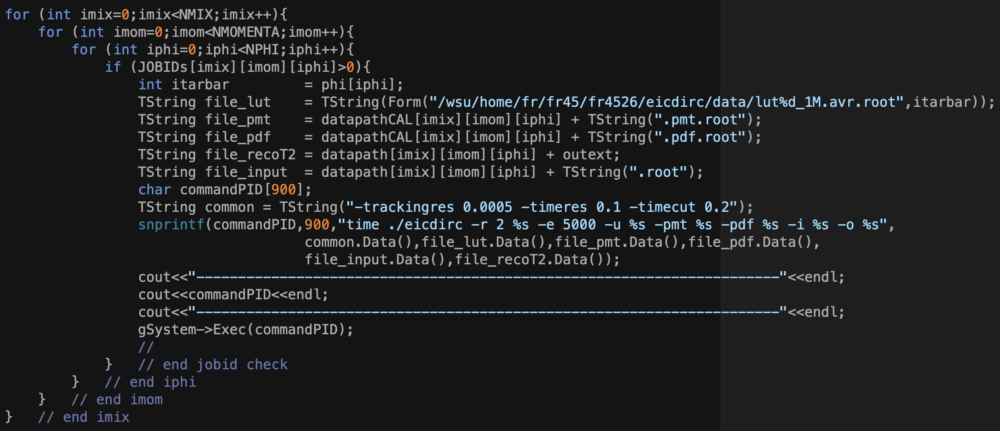 for (int imix=0;imix<NMIX;imix++){
    for (int imom=0;imom<NMOMENTA;imom++){
        for (int iphi=0;iphi<NPHI;iphi++){
            if (JOBIDs[imix][imom][iphi]>0){
                int itarbar         = phi[iphi];
                TString file_lut    = TString(Form("/wsu/home/fr/fr45/fr4526/eicdirc/data/lut%d_1M.avr.root",itarbar));
                TString file_pmt    = datapathCAL[imix][imom][iphi] + TString(".pmt.root");
                TString file_pdf    = datapathCAL[imix][imom][iphi] + TString(".pdf.root");
                TString file_recoT2 = datapath[imix][imom][iphi] + outext;
                TString file_input  = datapath[imix][imom][iphi] + TString(".root");
                char commandPID[900];
                TString common = TString("-trackingres 0.0005 -timeres 0.1 -timecut 0.2");
                snprintf(commandPID,900,"time ./eicdirc -r 2 %s -e 5000 -u %s -pmt %s -pdf %s -i %s -o %s",
                                    common.Data(),file_lut.Data(),file_pmt.Data(),file_pdf.Data(),
                                    file_input.Data(),file_recoT2.Data());
                cout<<"----------------------------------------------------------------------"<<endl;
                cout<<commandPID<<endl;
                cout<<"----------------------------------------------------------------------"<<endl;
                gSystem->Exec(commandPID);
                //
            }   // end jobid check
        }   // end iphi
    }   // end imom
}   // end imix